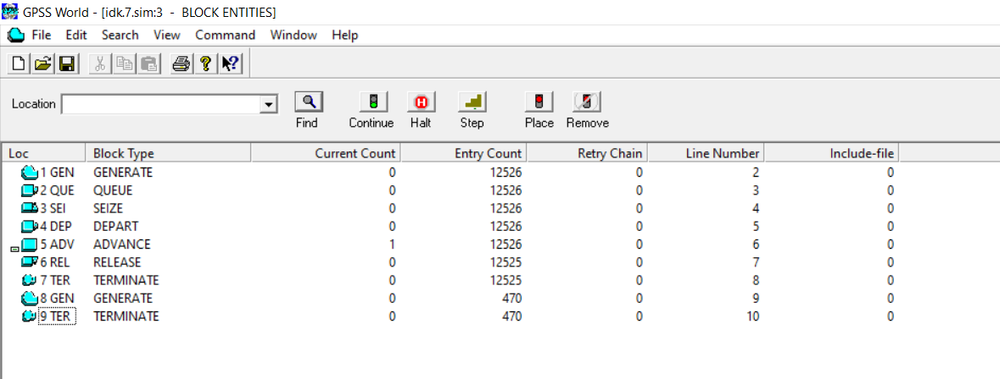 GPSS World - [idk.7.sim:3 - BLOCK ENTITIES]
File Edit Search View Command Window Help
Location
Find Continue Halt Step Place Remove
Loc Block Type Current Count Entry Count Retry Chain Line Number Include-file
1 GEN GENERATE 0 12526 0 2 0
2 QUE QUEUE 0 12526 0 3 0
3 SEI SEIZE 0 12526 0 4 0
4 DEP DEPART 0 12526 0 5 0
5 ADV ADVANCE 1 12526 0 6 0
6 REL RELEASE 0 12525 0 7 0
7 TER TERMINATE 0 12525 0 8 0
8 GEN GENERATE 0 470 0 9 0
9 TER TERMINATE 0 470 0 10 0